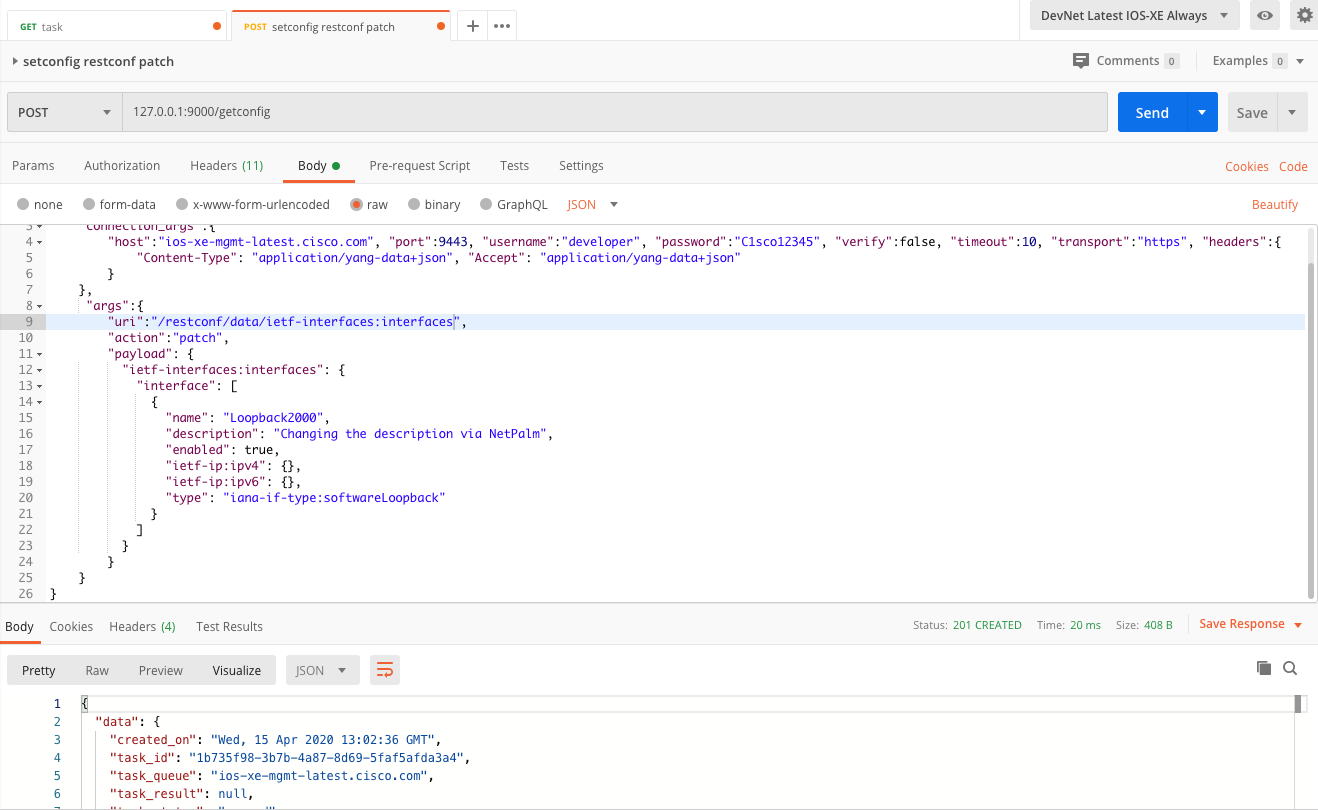 GET task
POST setconfig restconf patch
DevNet Latest IOS-XE Always
setconfig restconf patch
Comments 0
Examples 0
POST
127.0.0.1:9000/getconfig
Send
Save
Params Authorization Headers (11) Body Pre-request Script Tests Settings
Cookies Code
none form-data x-www-form-urlencoded raw binary GraphQL JSON
Beautify
3 "connection_args":{
4 "host":"ios-xe-mgmt-latest.cisco.com", "port":9443, "username":"developer", "password":"C1sco12345", "verify":false, "timeout":10, "transport":"https", "headers":{
5 "Content-Type": "application/yang-data+json", "Accept": "application/yang-data+json"
6 }
7 },
8 "args":{
9 "uri":"/restconf/data/ietf-interfaces:interfaces",
10 "action":"patch",
11 "payload": {
12 "ietf-interfaces:interfaces": {
13 "interface": [
14 {
15 "name": "Loopback2000",
16 "description": "Changing the description via NetPalm",
17 "enabled": true,
18 "ietf-ip:ipv4": {},
19 "ietf-ip:ipv6": {},
20 "type": "iana-if-type:softwareLoopback"
21 }
22 ]
23 }
24 }
25 }
26 }
Body Cookies Headers (4) Test Results
Status: 201 CREATED Time: 20 ms Size: 408 B
Save Response
Pretty Raw Preview Visualize JSON
1 {
2 "data": {
3 "created_on": "Wed, 15 Apr 2020 13:02:36 GMT",
4 "task_id": "1b735f98-3b7b-4a87-8d69-5faf5afda3a4",
5 "task_queue": "ios-xe-mgmt-latest.cisco.com",
6 "task_result": null,